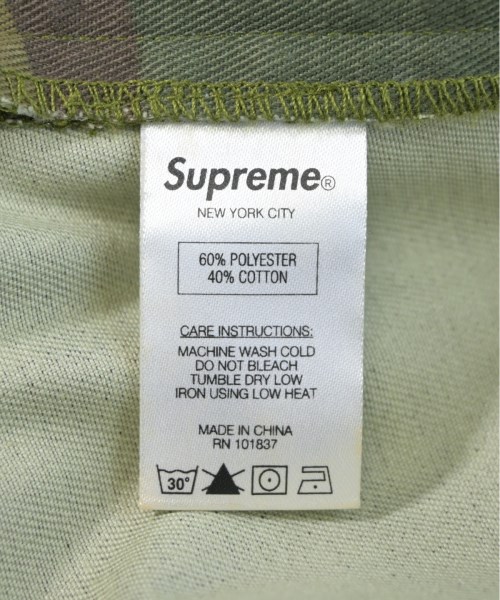 Supreme®
NEW YORK CITY
60% POLYESTER
40% COTTON
CARE INSTRUCTIONS:
MACHINE WASH COLD
DO NOT BLEACH
TUMBLE DRY LOW
IRON USING LOW HEAT
MADE IN CHINA
RN 101837
30°